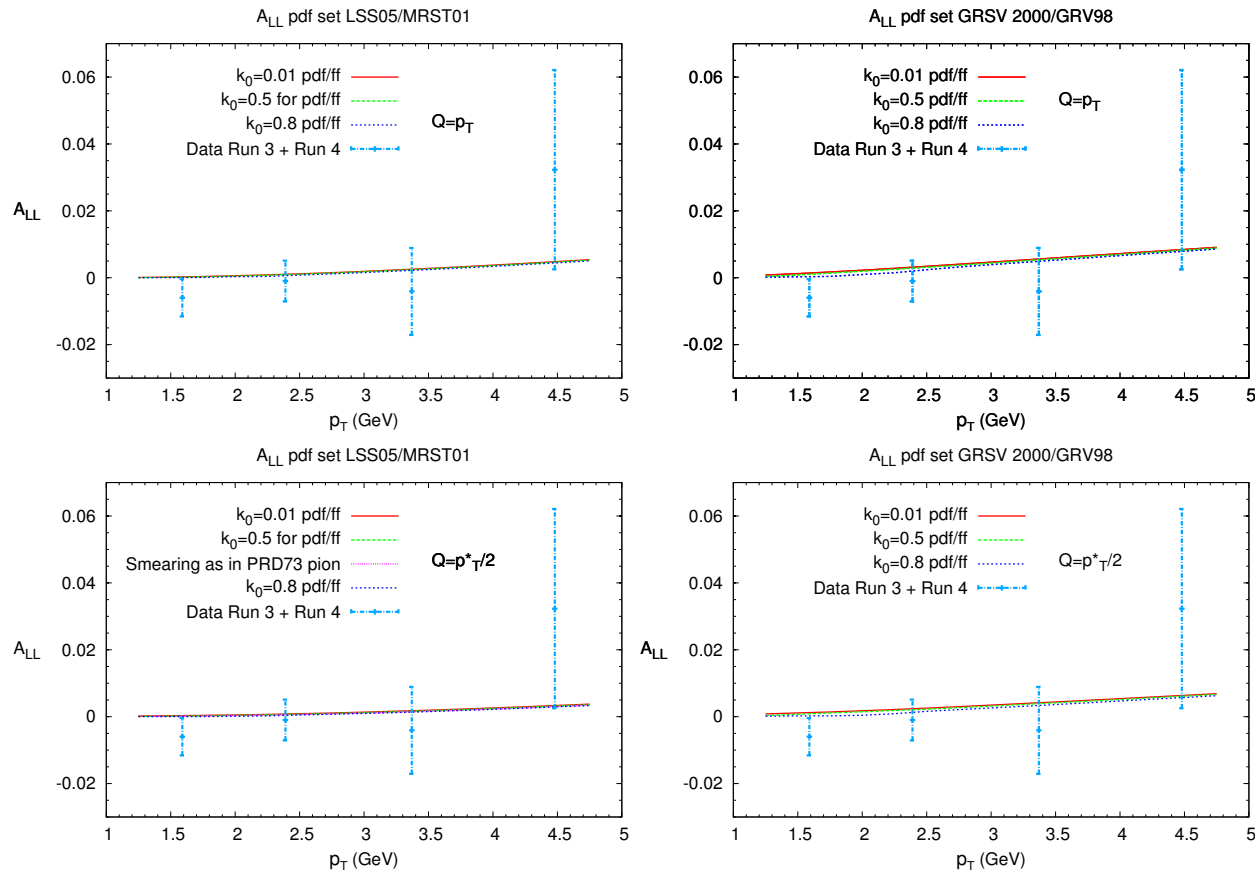 A_LL pdf set LSS05/MRST01
k_0=0.01 pdf/ff
k_0=0.5 for pdf/ff
k_0=0.8 pdf/ff
Data Run 3 + Run 4
Q=p_T
A_LL
0.06
0.04
0.02
0
-0.02
1 1.5 2 2.5 3 3.5 4 4.5 5
p_T (GeV)
A_LL pdf set GRSV 2000/GRV98
k_0=0.01 pdf/ff
k_0=0.5 pdf/ff
k_0=0.8 pdf/ff
Data Run 3 + Run 4
Q=p_T
0.06
0.04
0.02
0
-0.02
1 1.5 2 2.5 3 3.5 4 4.5 5
p_T (GeV)
A_LL pdf set LSS05/MRST01
k_0=0.01 pdf/ff
k_0=0.5 for pdf/ff
Smearing as in PRD73 pion
k_0=0.8 pdf/ff
Data Run 3 + Run 4
Q=p*_T/2
A_LL
0.06
0.04
0.02
0
-0.02
1 1.5 2 2.5 3 3.5 4 4.5 5
p_T (GeV)
A_LL pdf set GRSV 2000/GRV98
k_0=0.01 pdf/ff
k_0=0.5 pdf/ff
k_0=0.8 pdf/ff
Data Run 3 + Run 4
Q=p*_T/2
A_LL
0.06
0.04
0.02
0
-0.02
1 1.5 2 2.5 3 3.5 4 4.5 5
p_T (GeV)